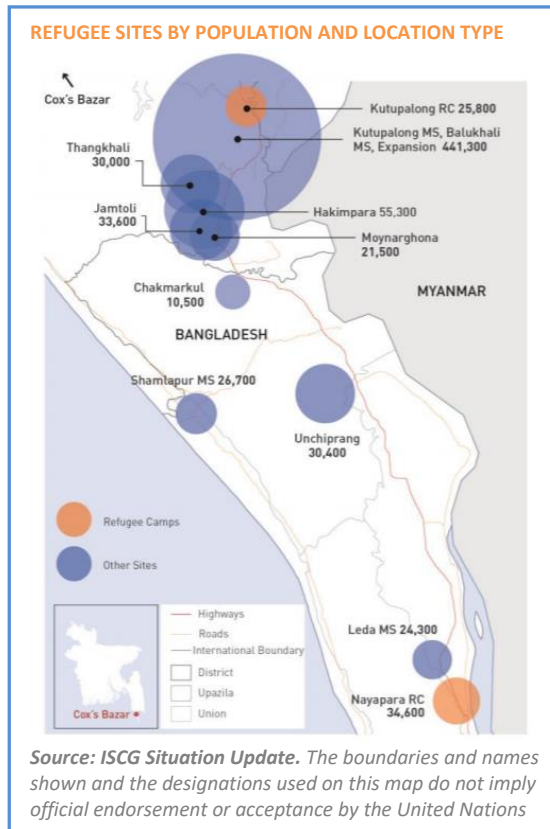 REFUGEE SITES BY POPULATION AND LOCATION TYPE
Cox's Bazar
Kutupalong RC 25,800
Kutupalong MS, Balukhali
MS, Expansion 441,300
Thangkhali
30,000
Hakimpara 55,300
Jamtoli
33,600
Moynarghona
21,500
Chakmarkul
10,500
MYANMAR
BANGLADESH
Shamlapur MS 26,700
Unchiprang
30,400
Refugee Camps
Other Sites
Highways
Roads
International Boundary
District
Upazila
Union
Cox's Bazar
Leda MS 24,300
Nayapara RC
34,600
Source: ISCG Situation Update. The boundaries and names
shown and the designations used on this map do not imply
official endorsement or acceptance by the United Nations